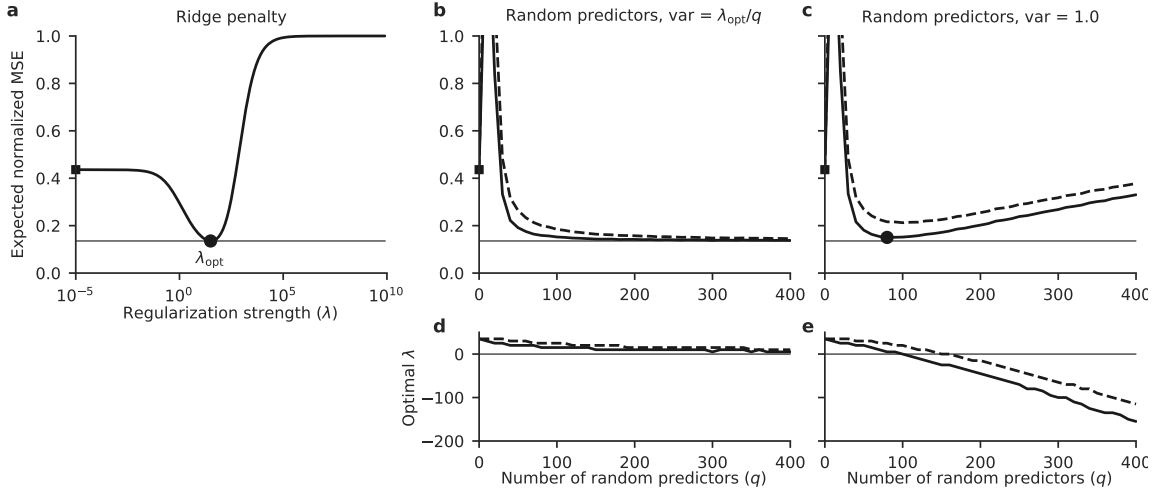 a
Ridge penalty
Expected normalized MSE
1.0
0.8
0.6
0.4
0.2
0.0
λopt
10⁻⁵ 10⁰ 10⁵ 10¹⁰
Regularization strength (λ)
b
Random predictors, var = λopt/q
1.0
0.8
0.6
0.4
0.2
0.0
0 100 200 300 400
c
Random predictors, var = 1.0
1.0
0.8
0.6
0.4
0.2
0.0
0 100 200 300 400
d
Optimal λ
0
−100
−200
0 100 200 300 400
Number of random predictors (q)
e
0 100 200 300 400
Number of random predictors (q)